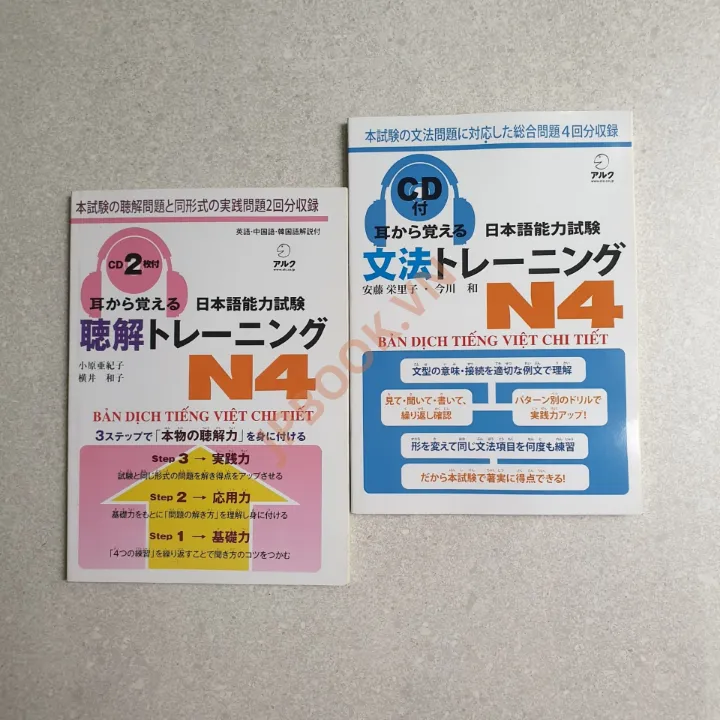 本試験の聴解問題と同形式の実践問題2回分収録
英語・中国語・韓国語解説付
CD2枚付
アルク
耳から覚える 日本語能力試験
聴解トレーニング
小原亜紀子
横井 和子
N4
BẢN DỊCH TIẾNG VIỆT CHI TIẾT
3ステップで「本物の聴解力」を身に付ける
Step 3 → 実践力
試験と同じ形式の問題を解き得点をアップさせる
Step 2 → 応用力
基礎力をもとに「問題の解き方」を理解し身に付ける
Step 1 → 基礎力
「4つの練習」を繰り返すことで聞き方のコツをつかむ
本試験の文法問題に対応した総合問題4回分収録
CD
付
アルク
耳から覚える 日本語能力試験
文法トレーニング
安藤栄里子・今川 和
N4
BẢN DỊCH TIẾNG VIỆT CHI TIẾT
文型の意味・接続を適切な例文で理解
見て・聞いて・書いて、
繰り返し確認
パターン別のドリルで
実践力アップ!
形を変えて同じ文法項目を何度も練習
だから本試験で着実に得点できる!
JPBOOK.VN